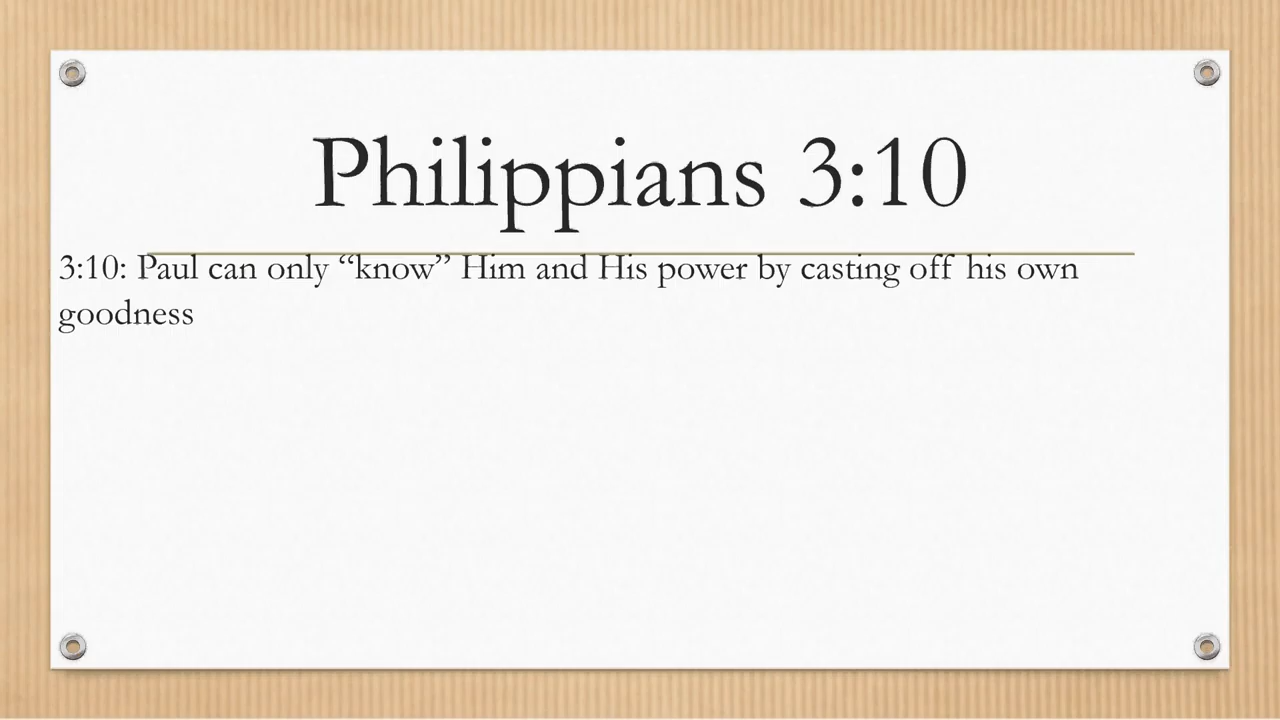 Philippians 3:10
3:10: Paul can only “know” Him and His power by casting off his own
goodness